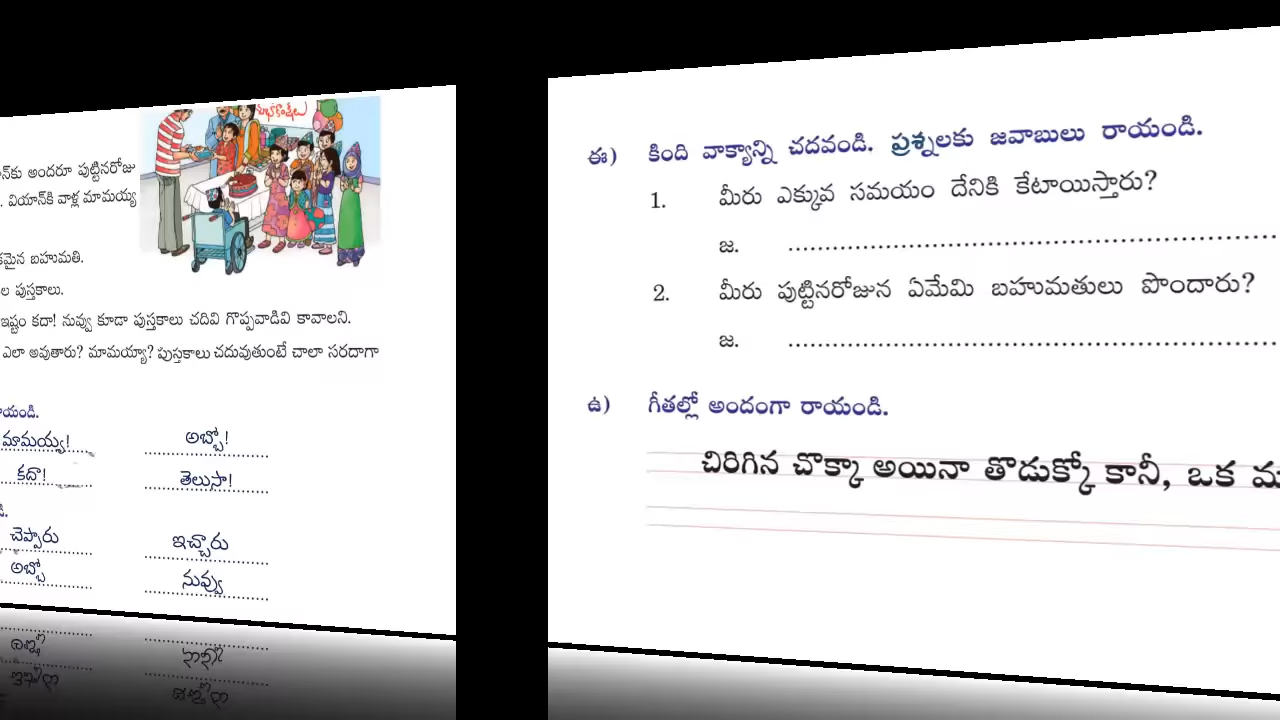 శుభాకాంక్షలు
అందరూ పుట్టినరోజు
. వియాన్‌కి వాళ్ల మామయ్య
బహుమతి.
ల పుస్తకాలు.
ఇష్టం కదా! నువ్వు కూడా పుస్తకాలు చదివి గొప్పవాడివి కావాలని.
ఎలా అవుతారు? మామయ్యా? పుస్తకాలు చదువుతుంటే చాలా సరదాగా
మామయ్య! అబ్బో!
కదా! తెలుసా!
చెప్పారు ఇచ్చారు
అబ్బో నువ్వు
ఈ) కింది వాక్యాన్ని చదవండి. ప్రశ్నలకు జవాబులు రాయండి.
1. మీరు ఎక్కువ సమయం దేనికి కేటాయిస్తారు?
జ. ............................................................
2. మీరు పుట్టినరోజున ఏమేమి బహుమతులు పొందారు?
జ. ............................................................
ఉ) గీతల్లో అందంగా రాయండి.
చిరిగిన చొక్కా అయినా తొడుక్కో కానీ, ఒక